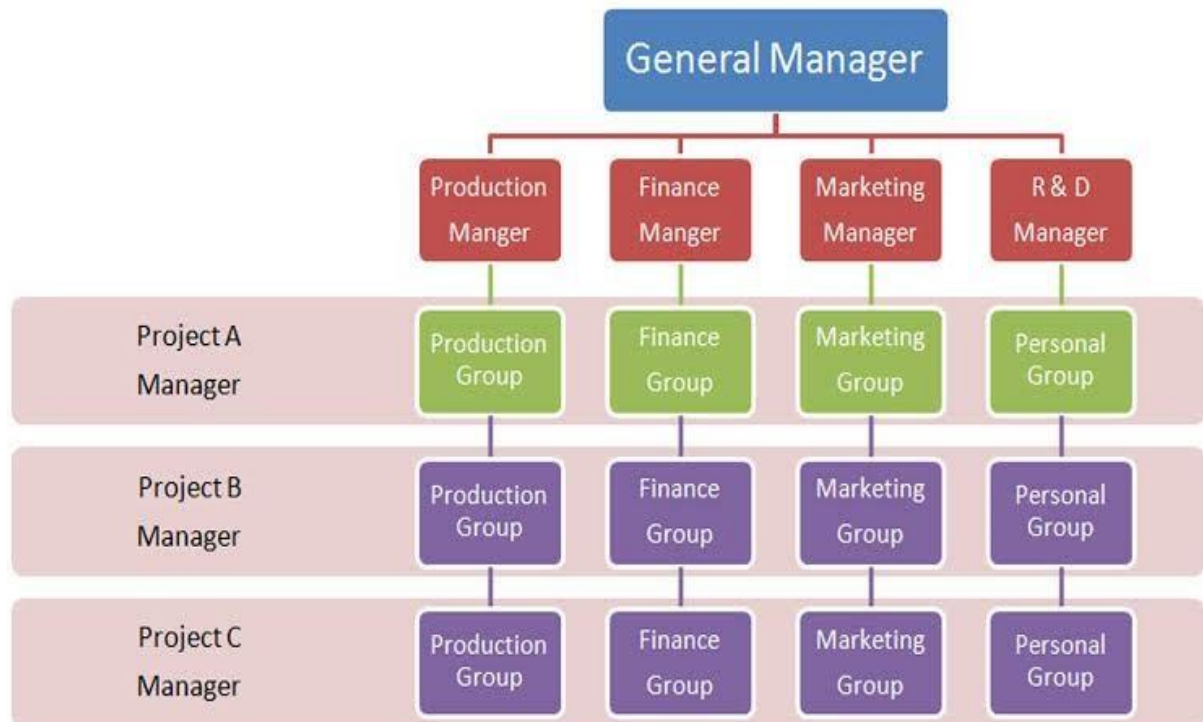 General Manager
Production
Manger
Finance
Manger
Marketing
Manager
R & D
Manager
Project A
Manager
Production
Group
Finance
Group
Marketing
Group
Personal
Group
Project B
Manager
Production
Group
Finance
Group
Marketing
Group
Personal
Group
Project C
Manager
Production
Group
Finance
Group
Marketing
Group
Personal
Group